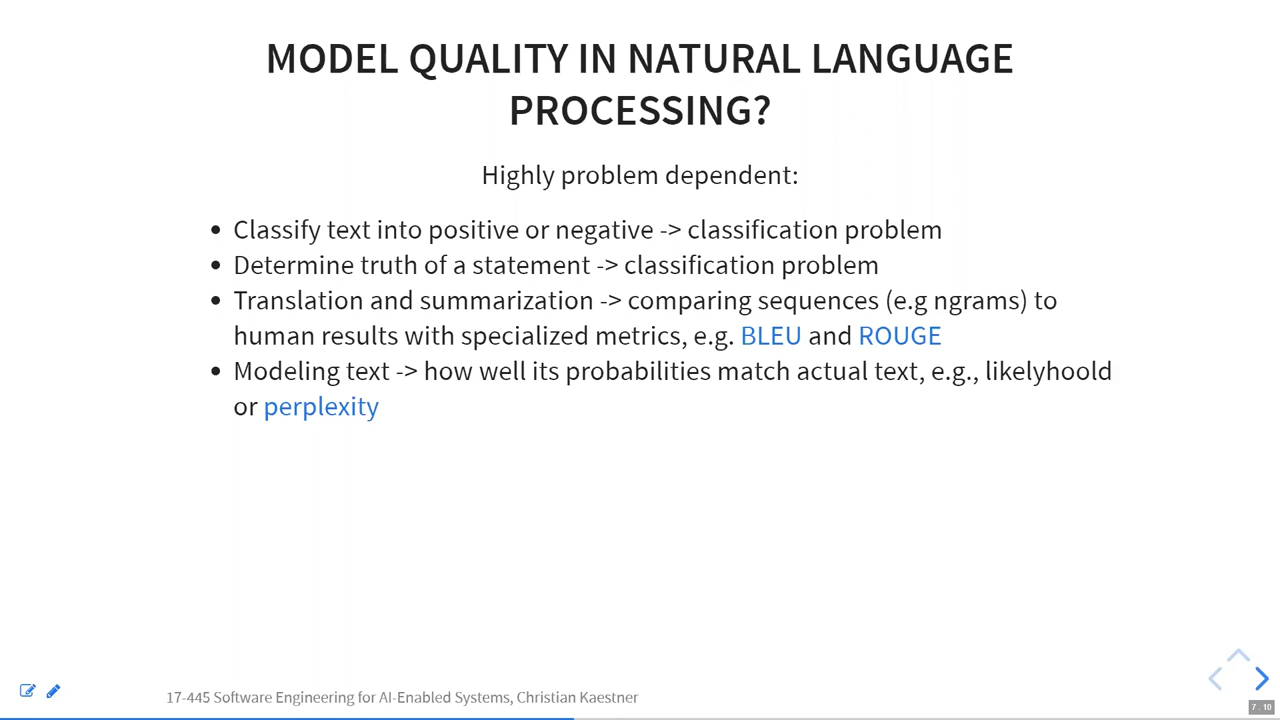 MODEL QUALITY IN NATURAL LANGUAGE
PROCESSING?
Highly problem dependent:
• Classify text into positive or negative -> classification problem
• Determine truth of a statement -> classification problem
• Translation and summarization -> comparing sequences (e.g ngrams) to
human results with specialized metrics, e.g. BLEU and ROUGE
• Modeling text -> how well its probabilities match actual text, e.g., likelyhoold
or perplexity
17-445 Software Engineering for AI-Enabled Systems, Christian Kaestner
7 . 10